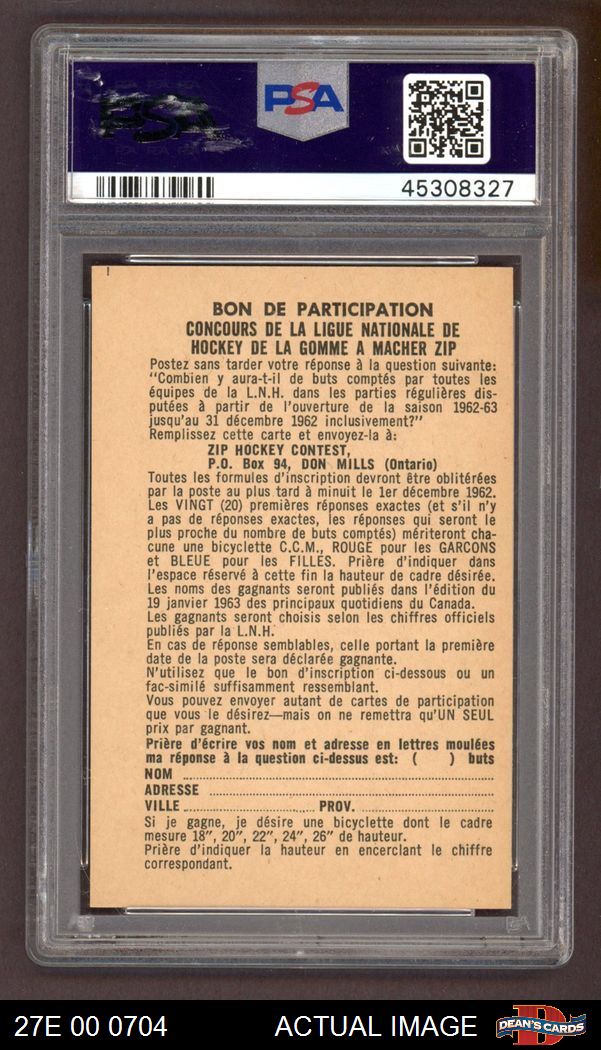 PSA
PSA
45308327
BON DE PARTICIPATION
CONCOURS DE LA LIGUE NATIONALE DE
HOCKEY DE LA GOMME A MACHER ZIP
Postez sans tarder votre réponse à la question suivante:
"Combien y aura-t-il de buts comptés par toutes les
équipes de la L.N.H. dans les parties régulières dis-
putées à partir de l'ouverture de la saison 1962-63
jusqu'au 31 décembre 1962 inclusivement?"
Remplissez cette carte et envoyez-la à:
ZIP HOCKEY CONTEST,
P.O. Box 94, DON MILLS (Ontario)
Toutes les formules d'inscription devront être oblitérées
par la poste au plus tard à minuit le 1er décembre 1962.
Les VINGT (20) premières réponses exactes (et s'il n'y
a pas de réponses exactes, les réponses qui seront le
plus proche du nombre de buts comptés) mériteront cha-
cune une bicyclette C.C.M., ROUGE pour les GARCONS
et BLEUE pour les FILLES. Prière d'indiquer dans
l'espace réservé à cette fin la hauteur de cadre désirée.
Les noms des gagnants seront publiés dans l'édition du
19 janvier 1963 des principaux quotidiens du Canada.
Les gagnants seront choisis selon les chiffres officiels
publiés par la L.N.H.
En cas de réponse semblables, celle portant la première
date de la poste sera déclarée gagnante.
N'utilisez que le bon d'inscription ci-dessous ou un
fac-similé suffisamment ressemblant.
Vous pouvez envoyer autant de cartes de participation
que vous le désirez—mais on ne remettra qu'UN SEUL
prix par gagnant.
Prière d'écrire vos nom et adresse en lettres moulées
ma réponse à la question ci-dessus est: ( ) buts
NOM
ADRESSE
VILLE PROV.
Si je gagne, je désire une bicyclette dont le cadre
mesure 18", 20", 22", 24", 26" de hauteur.
Prière d'indiquer la hauteur en encerclant le chiffre
correspondant.
PSA
27E 00 0704 ACTUAL IMAGE D DEAN'S CARDS